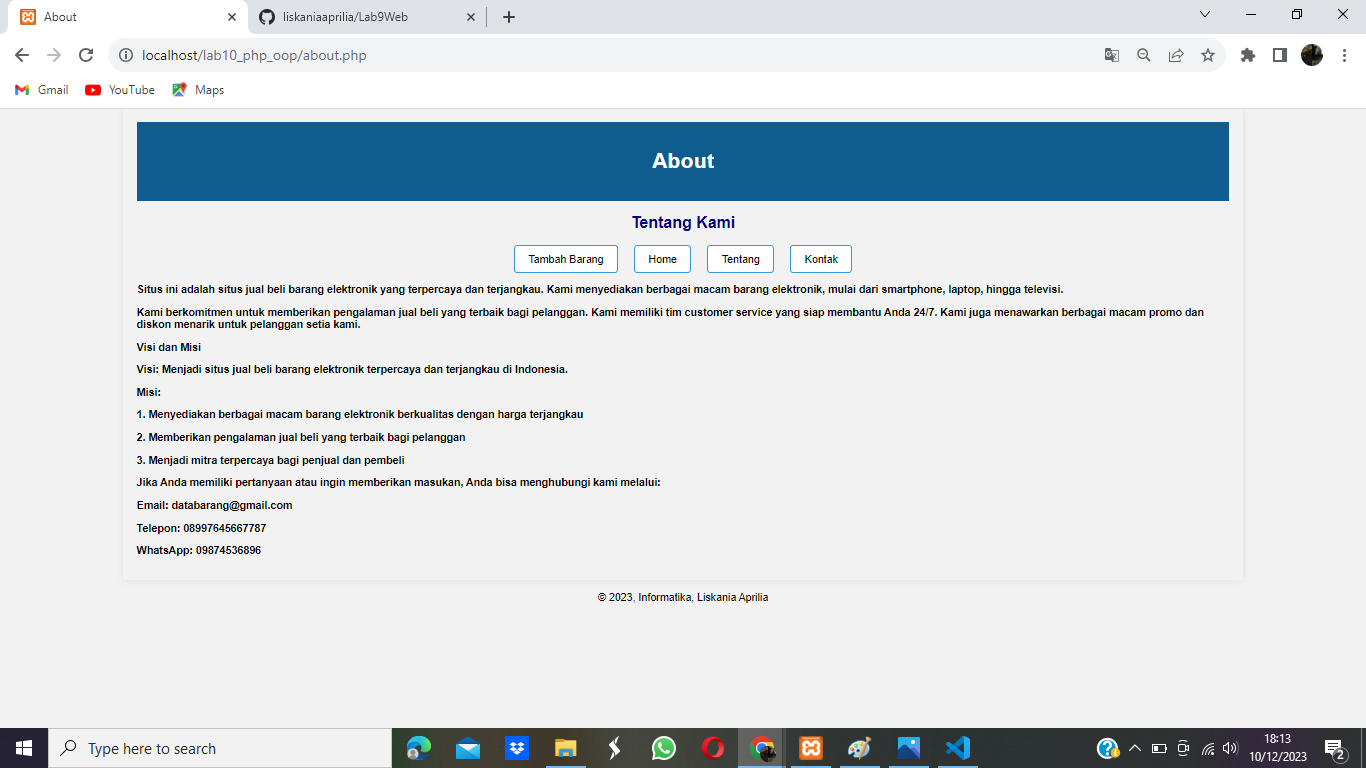 About
liskaniaaprilia/Lab9Web
localhost/lab10_php_oop/about.php
Gmail
YouTube
Maps
About
Tentang Kami
Tambah Barang
Home
Tentang
Kontak
Situs ini adalah situs jual beli barang elektronik yang terpercaya dan terjangkau. Kami menyediakan berbagai macam barang elektronik, mulai dari smartphone, laptop, hingga televisi.
Kami berkomitmen untuk memberikan pengalaman jual beli yang terbaik bagi pelanggan. Kami memiliki tim customer service yang siap membantu Anda 24/7. Kami juga menawarkan berbagai macam promo dan
diskon menarik untuk pelanggan setia kami.
Visi dan Misi
Visi: Menjadi situs jual beli barang elektronik terpercaya dan terjangkau di Indonesia.
Misi:
1. Menyediakan berbagai macam barang elektronik berkualitas dengan harga terjangkau
2. Memberikan pengalaman jual beli yang terbaik bagi pelanggan
3. Menjadi mitra terpercaya bagi penjual dan pembeli
Jika Anda memiliki pertanyaan atau ingin memberikan masukan, Anda bisa menghubungi kami melalui:
Email: databarang@gmail.com
Telepon: 08997645667787
WhatsApp: 09874536896
© 2023, Informatika, Liskania Aprilia
Type here to search
18:13
10/12/2023
2